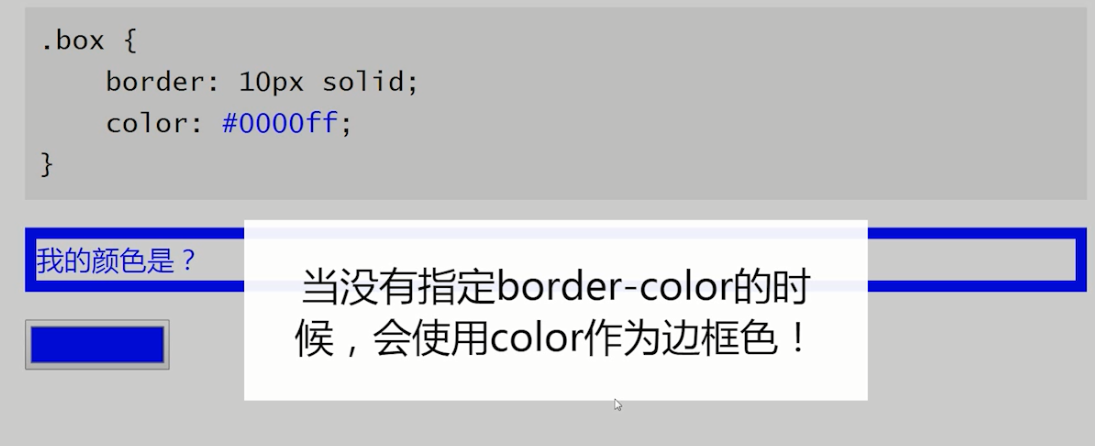 .box {
    border: 10px solid;
    color: #0000ff;
}
我的颜色是？
当没有指定border-color的时
候，会使用color作为边框色！